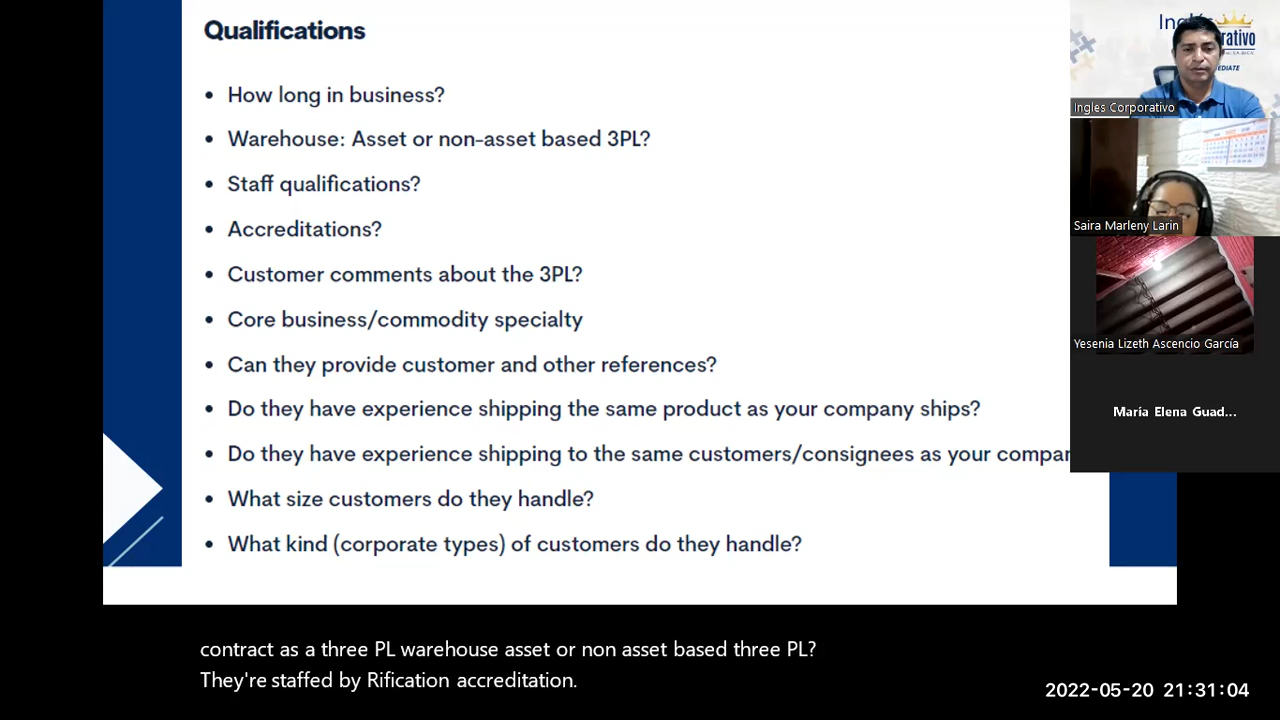 Qualifications
• How long in business?
• Warehouse: Asset or non-asset based 3PL?
• Staff qualifications?
• Accreditations?
• Customer comments about the 3PL?
• Core business/commodity specialty
• Can they provide customer and other references?
• Do they have experience shipping the same product as your company ships?
• Do they have experience shipping to the same customers/consignees as your compan
• What size customers do they handle?
• What kind (corporate types) of customers do they handle?
Ingles Corporativo
Saira Marleny Larin
Yesenia Lizeth Ascencio García
María Elena Guad...
contract as a three PL warehouse asset or non asset based three PL?
They're staffed by Rification accreditation.
2022-05-20 21:31:04